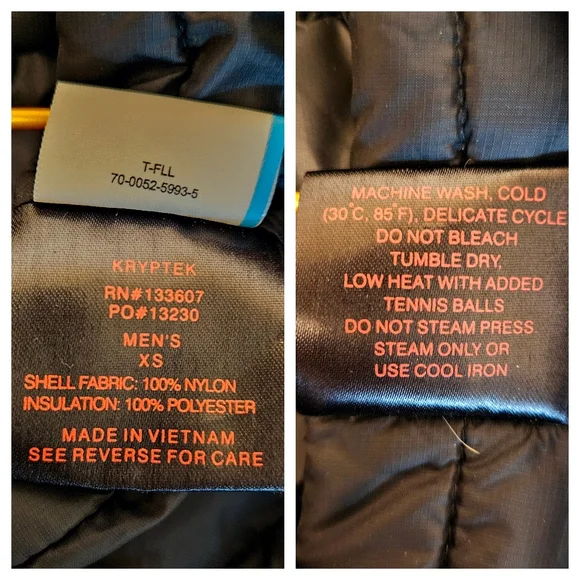 T-FLL
70-0052-5993-5
KRYPTEK
RN#133607
PO#13230
MEN'S
XS
SHELL FABRIC: 100% NYLON
INSULATION: 100% POLYESTER
MADE IN VIETNAM
SEE REVERSE FOR CARE
MACHINE WASH, COLD
(30°C, 85°F), DELICATE CYCLE
DO NOT BLEACH
TUMBLE DRY,
LOW HEAT WITH ADDED
TENNIS BALLS
DO NOT STEAM PRESS
STEAM ONLY OR
USE COOL IRON